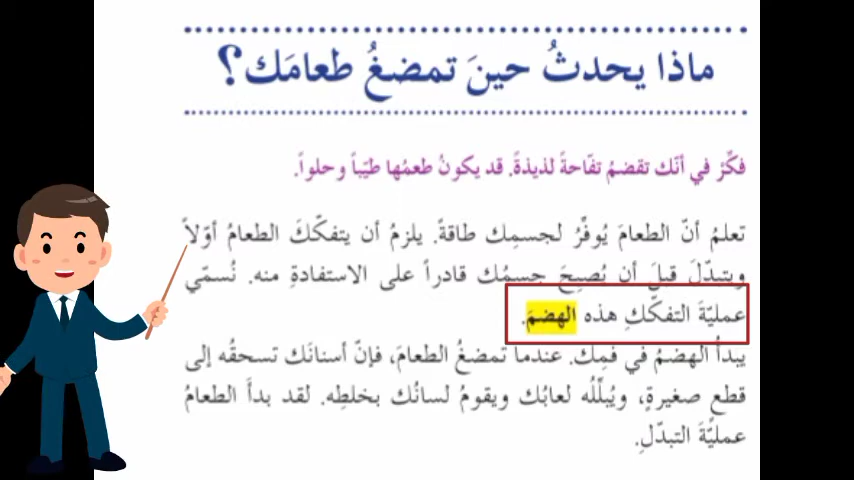 ماذا يحدثُ حينَ تمضغُ طعامَك؟
فكِّرْ في أنّك تقضمُ تفّاحةً لذيذةً. قد يكونُ طعمُها طيّباً وحلواً.
تعلمُ أنّ الطعامَ يُوفِّرُ لجسمِك طاقةً. يلزمُ أن يتفكّكَ الطعامُ أوّلاً
ويتبدّلَ قبلَ أن يُصبِحَ جسمُك قادراً على الاستفادةِ منه. نُسمّي
عمليّةَ التفكّكِ هذه الهضمَ.
يبدأُ الهضمُ في فمِك. عندما تمضغُ الطعامَ، فإنّ أسنانَك تسحقُه إلى
قطعٍ صغيرةٍ، ويُبلّلُه لعابُك ويقومُ لسانُك بخلطِه. لقد بدأَ الطعامُ
عمليّةَ التبدّلِ.